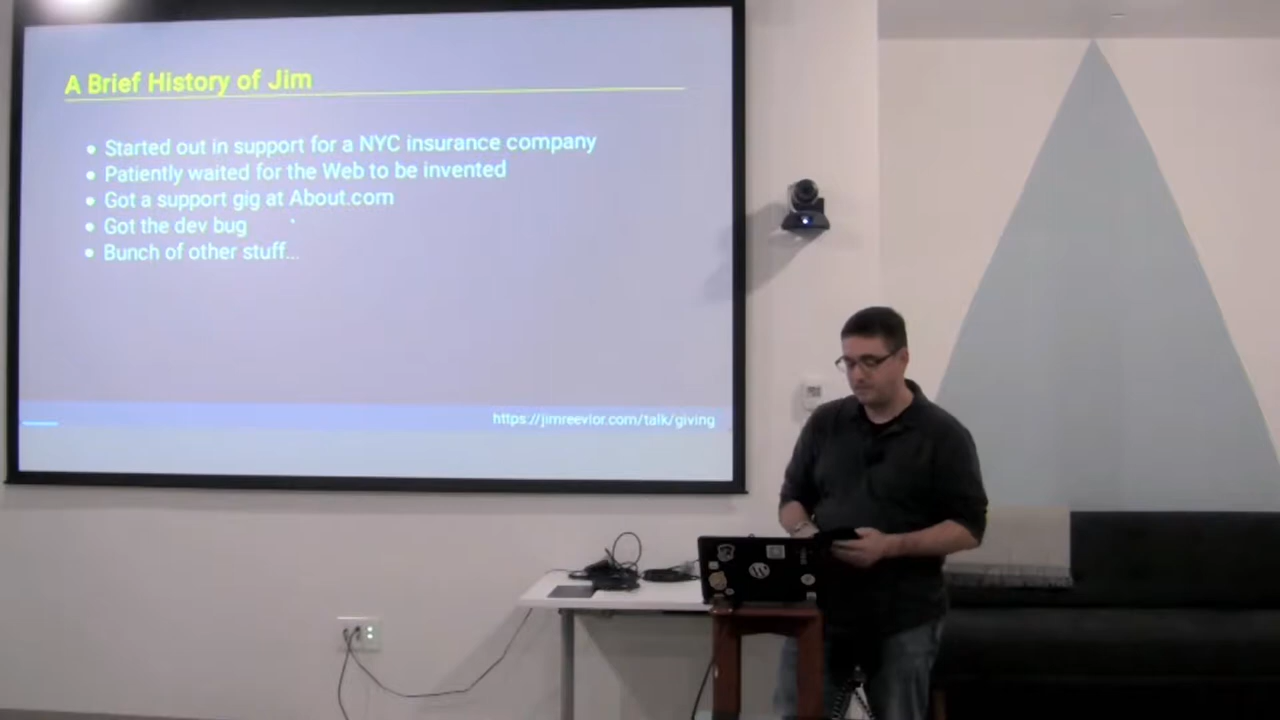 A Brief History of Jim
• Started out in support for a NYC insurance company
• Patiently waited for the Web to be invented
• Got a support gig at About.com
• Got the dev bug
• Bunch of other stuff...
https://jimreevior.com/talk/giving